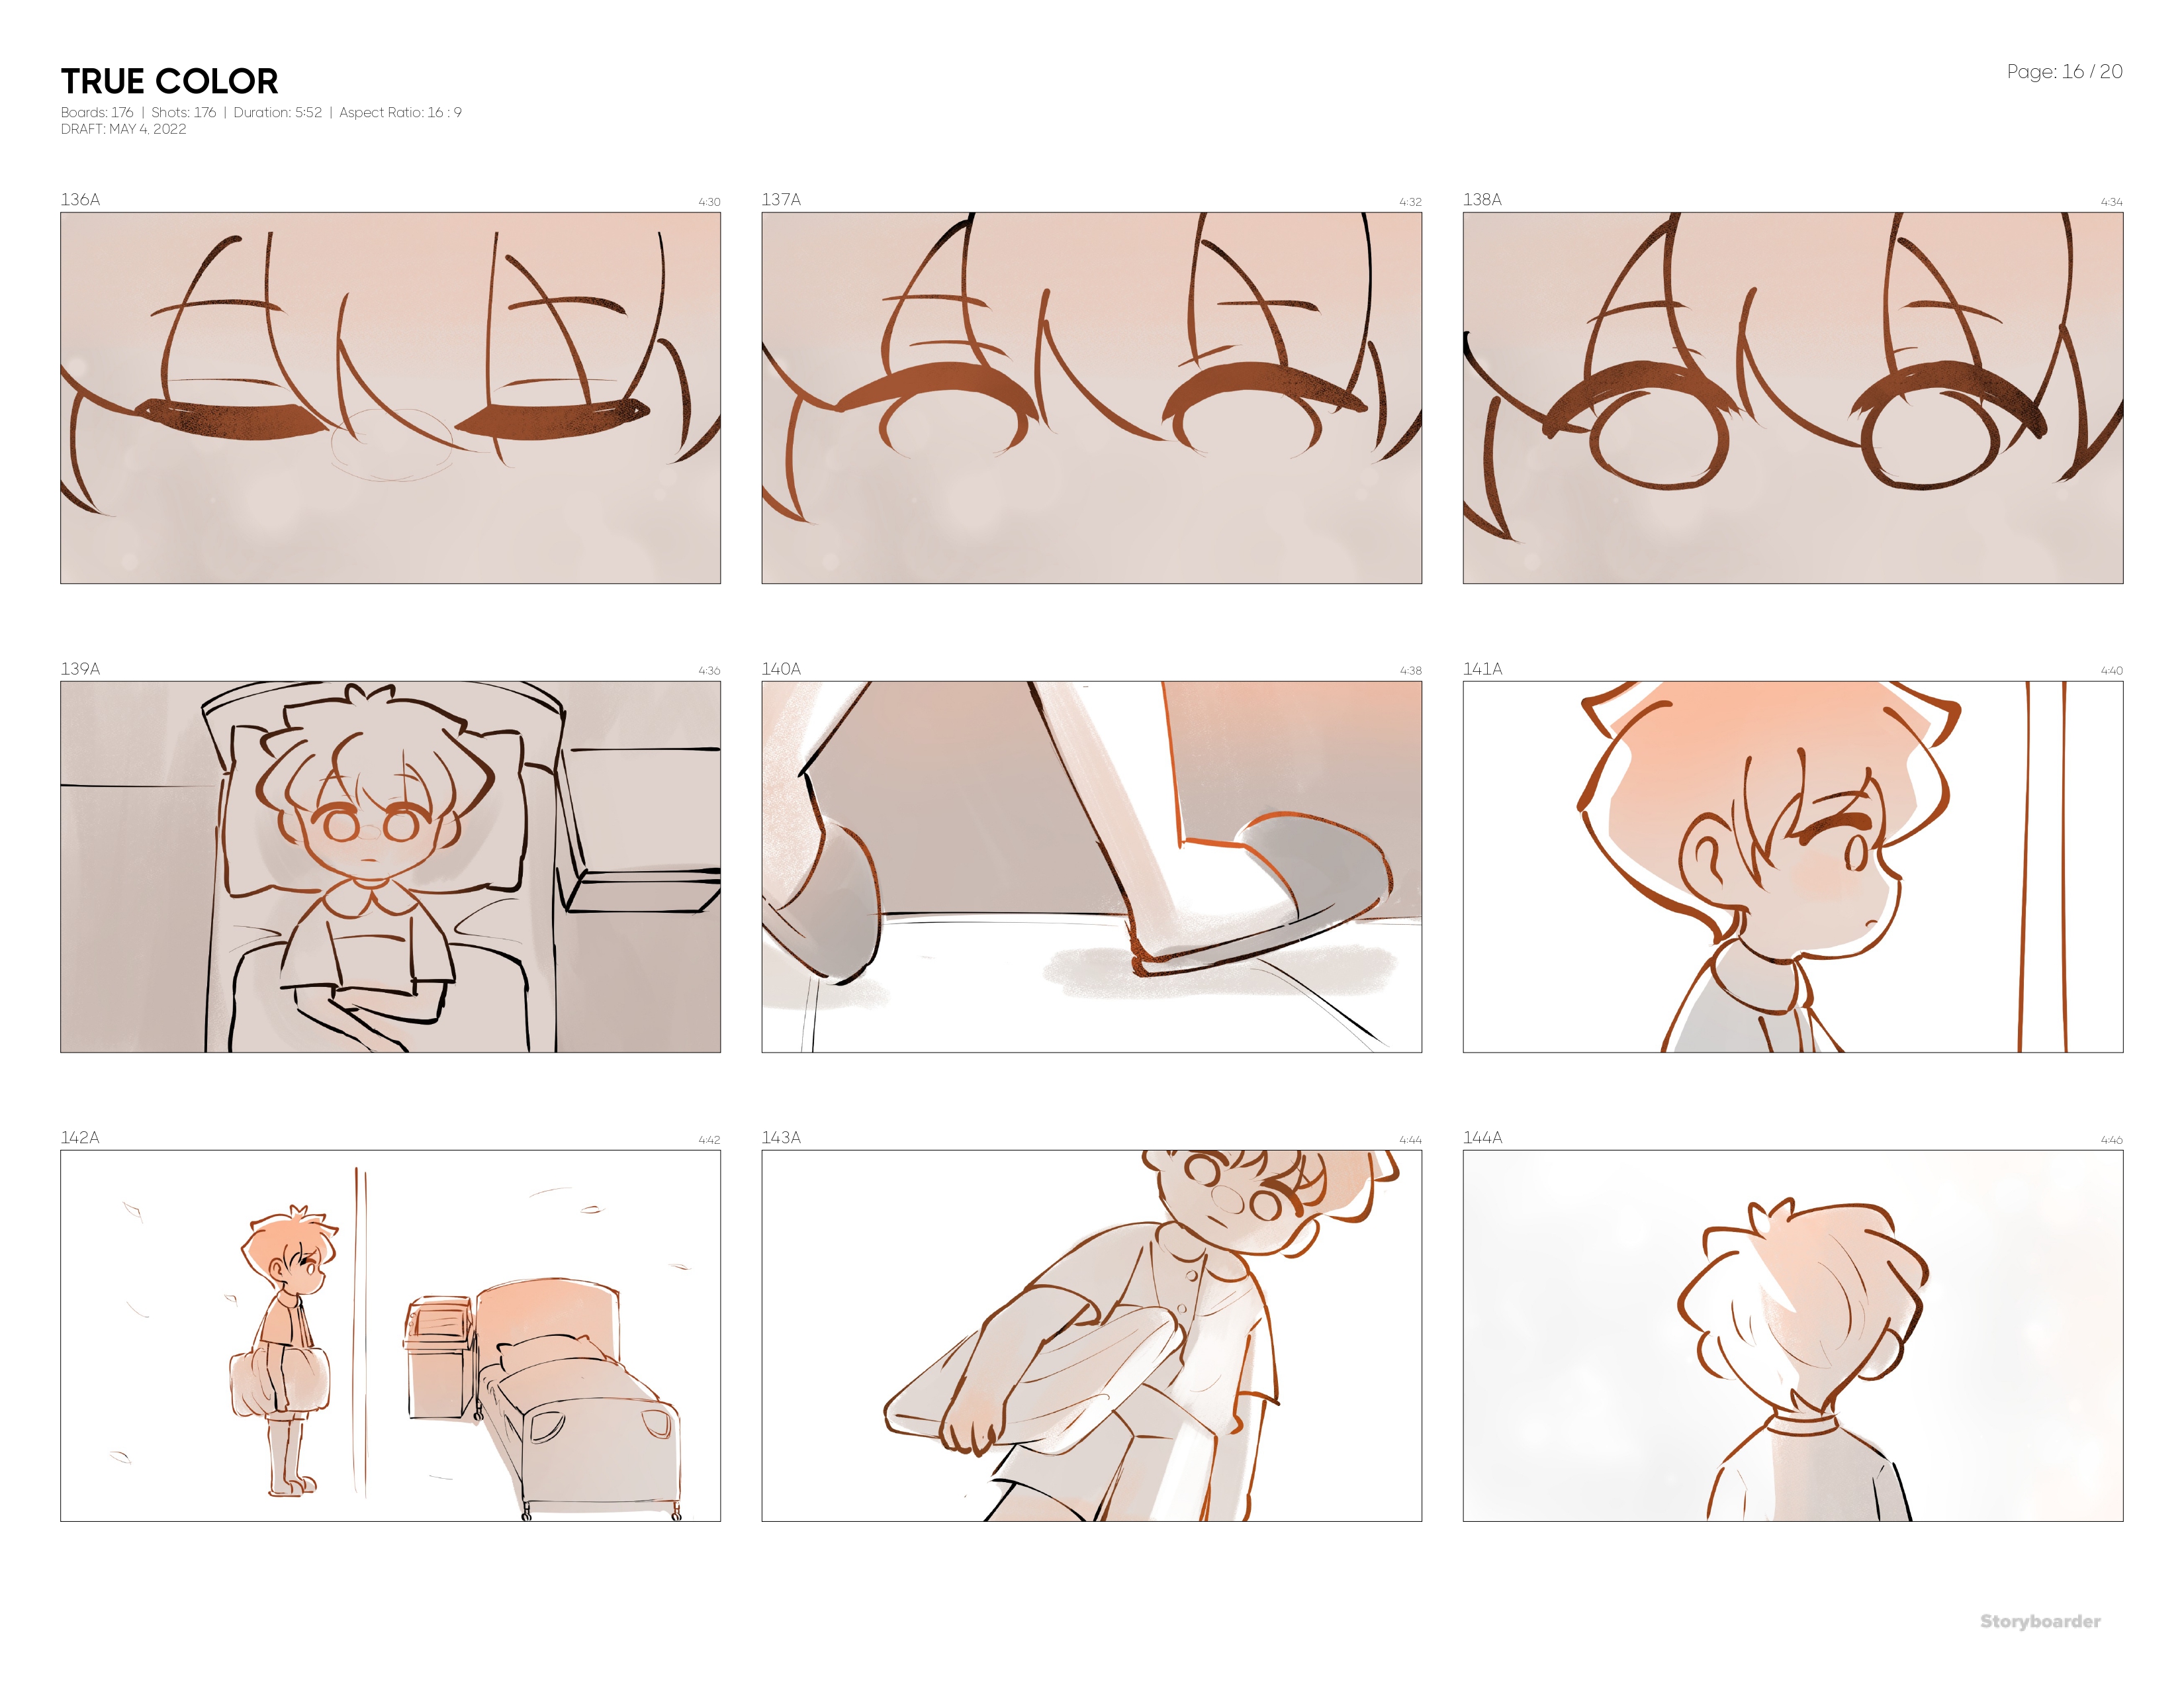 TRUE COLOR
Page: 16 / 20
Boards: 176 | Shots: 176 | Duration: 5:52 | Aspect Ratio: 16 : 9
DRAFT: MAY 4, 2022
136A 4:30
137A 4:32
138A 4:34
139A 4:36
140A 4:38
141A 4:40
142A 4:42
143A 4:44
144A 4:46
Storyboarder